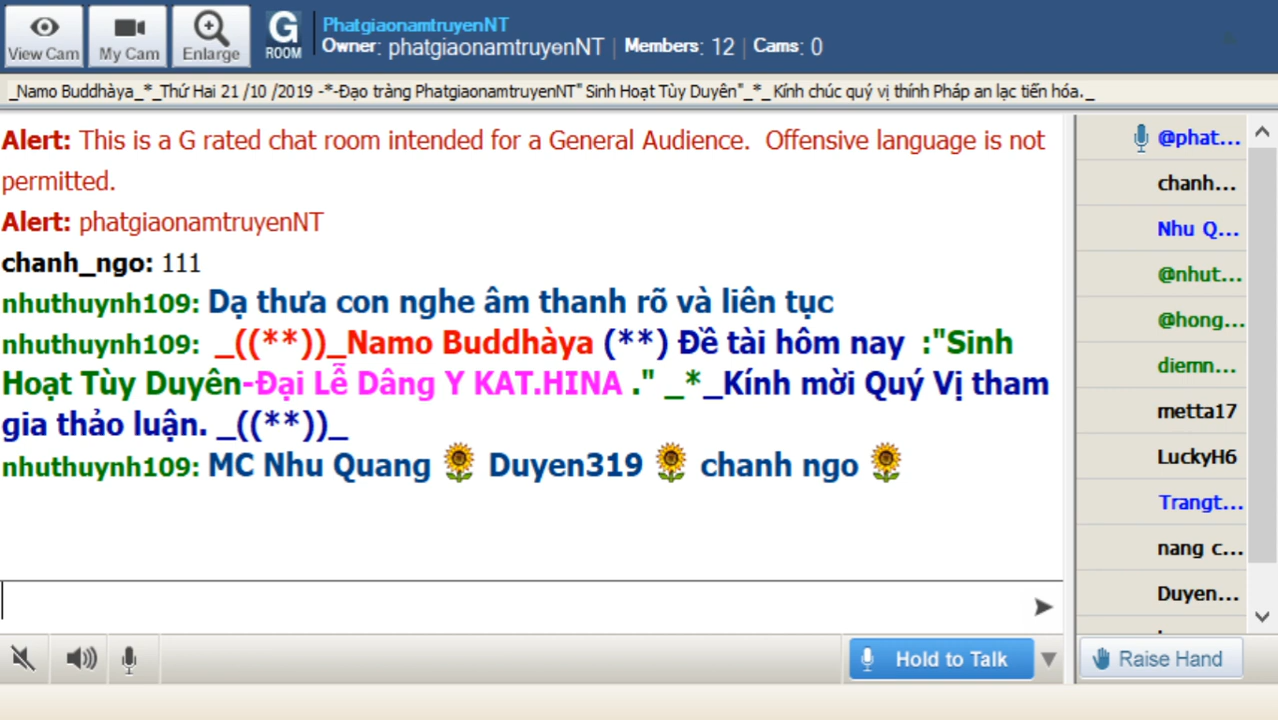 PhatgiaonamtruyenNT
Owner: phatgiaonamtruyenNT | Members: 12 | Cams: 0
View Cam
My Cam
Enlarge
G
ROOM
_Namo Buddhàya_*_Thứ Hai 21 /10 /2019 -*-Đạo tràng PhatgiaonamtruyenNT" Sinh Hoạt Tùy Duyên"_*_ Kính chúc quý vị thính Pháp an lạc tiến hóa._
Alert: This is a G rated chat room intended for a General Audience. Offensive language is not
permitted.
Alert: phatgiaonamtruyenNT
chanh_ngo: 111
nhuthuynh109: Dạ thưa con nghe âm thanh rõ và liên tục
nhuthuynh109: _((**))_Namo Buddhàya (**) Đề tài hôm nay :"Sinh
Hoạt Tùy Duyên-Đại Lễ Dâng Y KAT.HINA ." _*_Kính mời Quý Vị tham
gia thảo luận. _((**))_
nhuthuynh109: MC Nhu Quang 🌻 Duyen319 🌻 chanh ngo 🌻
@phat...
chanh...
Nhu Q...
@nhut...
@hong...
diemn...
metta17
LuckyH6
Trangt...
nang c...
Duyen...
Hold to Talk
Raise Hand